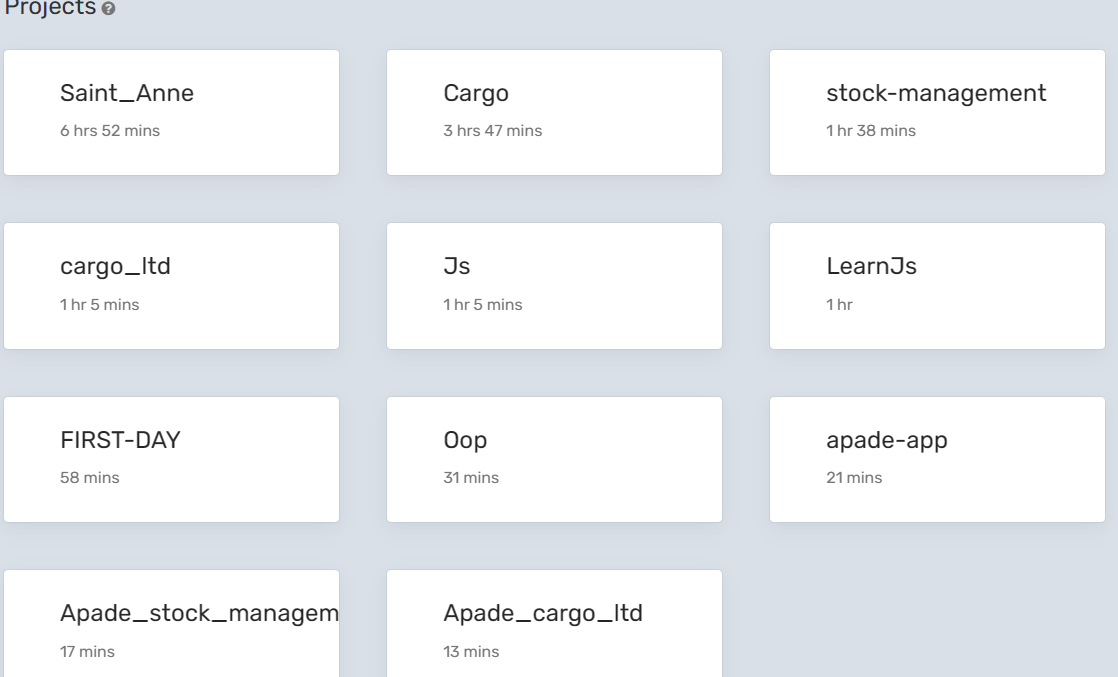 Projects
Saint_Anne
6 hrs 52 mins
Cargo
3 hrs 47 mins
stock-management
1 hr 38 mins
cargo_ltd
1 hr 5 mins
Js
1 hr 5 mins
LearnJs
1 hr
FIRST-DAY
58 mins
Oop
31 mins
apade-app
21 mins
Apade_stock_managem
17 mins
Apade_cargo_ltd
13 mins